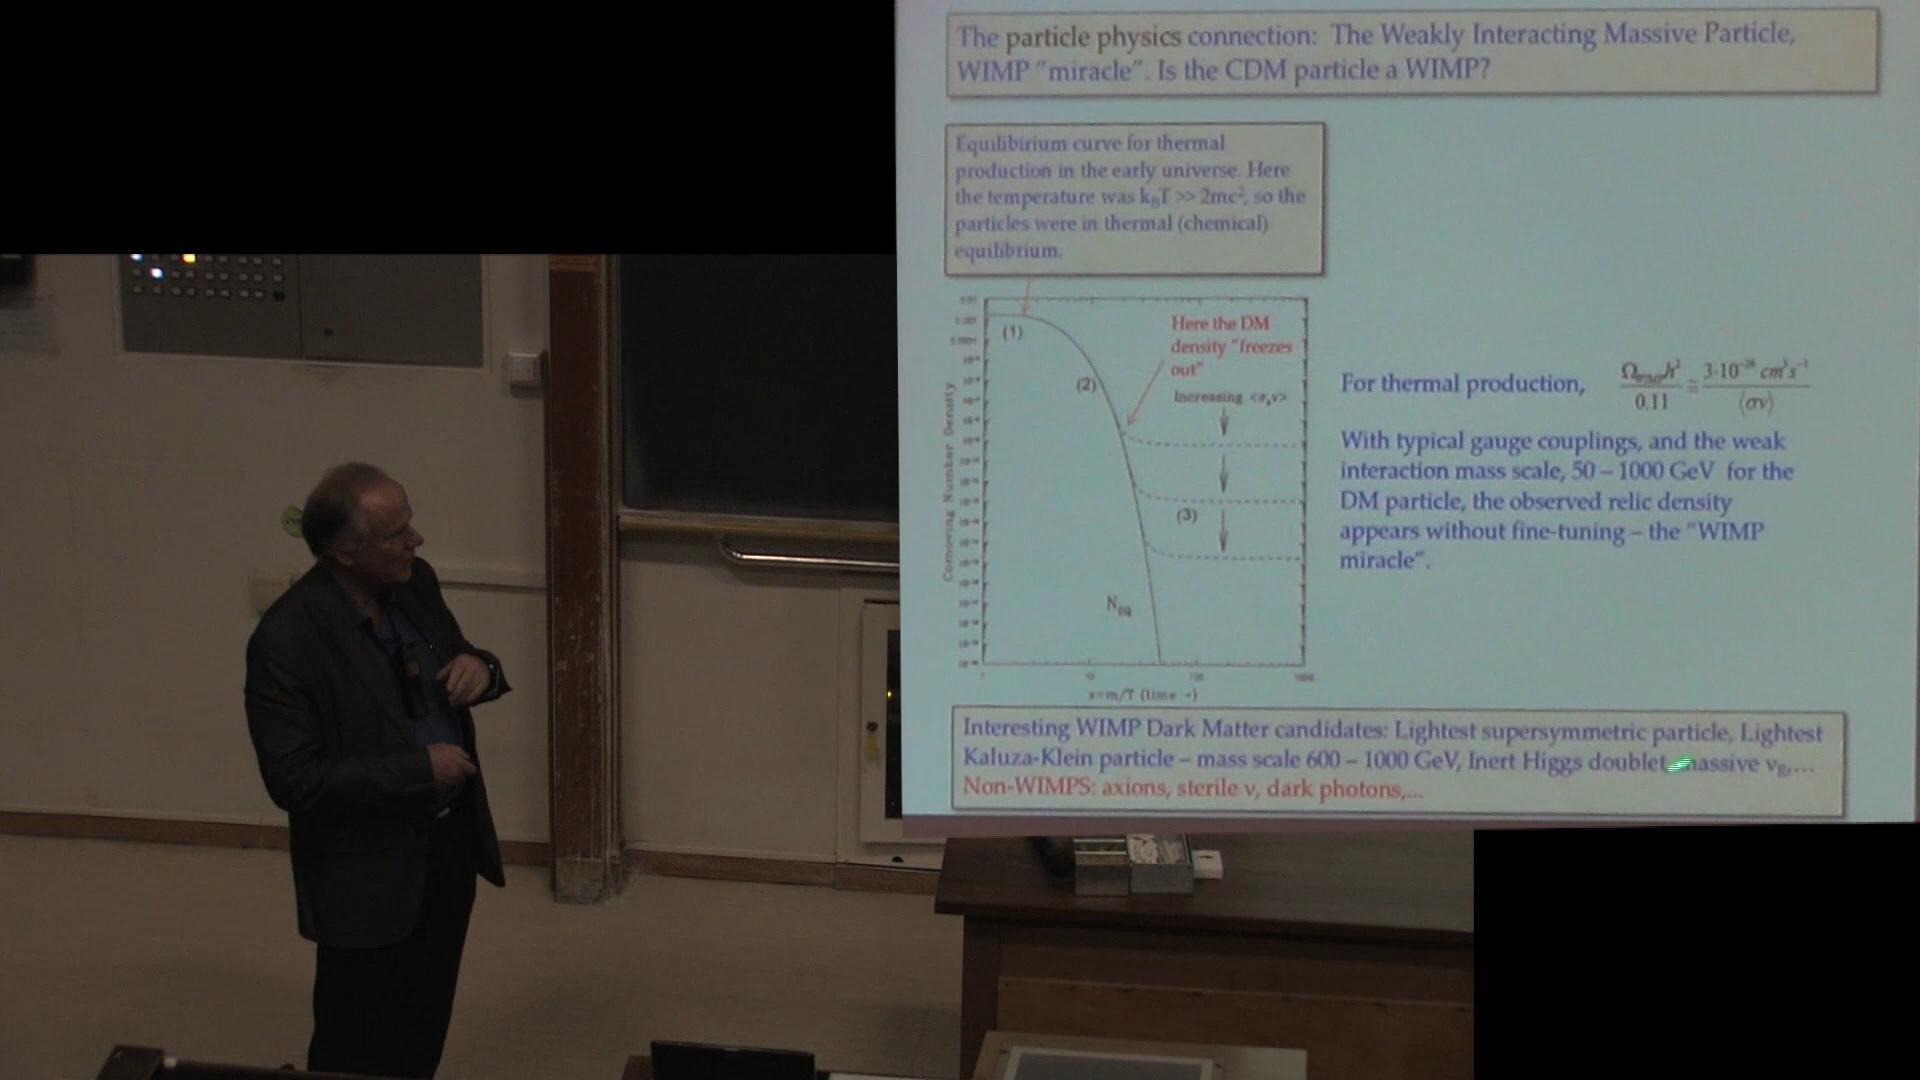 The particle physics connection: The Weakly Interacting Massive Particle,
WIMP "miracle". Is the CDM particle a WIMP?
Equilibirium curve for thermal
production in the early universe. Here
the temperature was k_BT >> 2mc², so the
particles were in thermal (chemical)
equilibrium.
(1)
Here the DM
density "freezes
out"
(2)
Increasing <σ_Av>
(3)
N_EQ
Comoving Number Density
1 10 100 1000
x=m/T (time →)
For thermal production,
Ω_WIMP h² / 0.11 ≅ 3·10⁻²⁶ cm³s⁻¹ / ⟨σv⟩
With typical gauge couplings, and the weak
interaction mass scale, 50 – 1000 GeV for the
DM particle, the observed relic density
appears without fine-tuning – the "WIMP
miracle".
Interesting WIMP Dark Matter candidates: Lightest supersymmetric particle, Lightest
Kaluza-Klein particle – mass scale 600 – 1000 GeV, Inert Higgs doublet, massive ν_R,…
Non-WIMPS: axions, sterile ν, dark photons,…